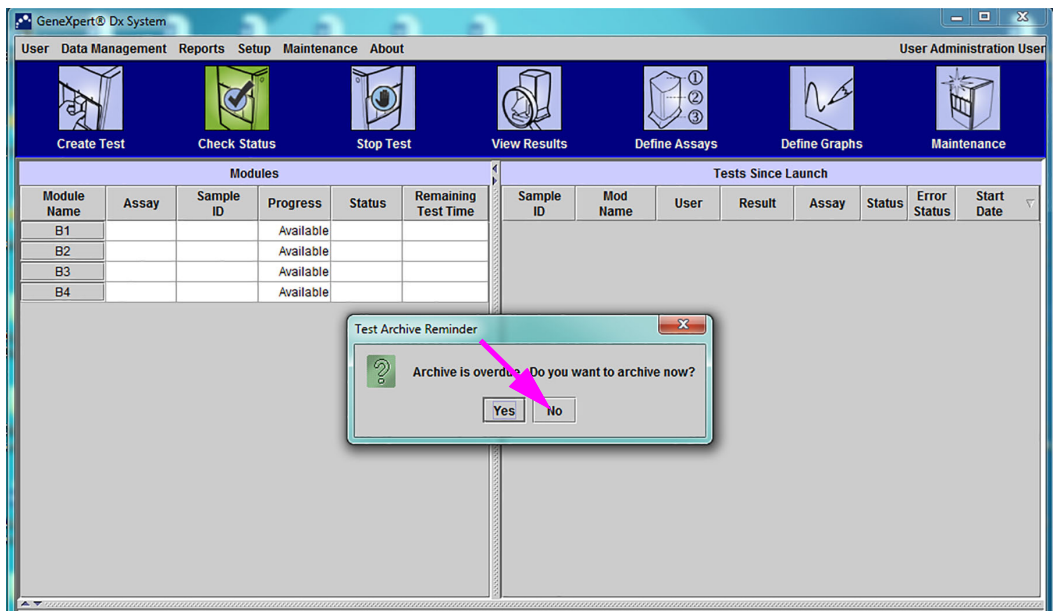 GeneXpert® Dx System
User Data Management Reports Setup Maintenance About User Administration User
Create Test Check Status Stop Test View Results Define Assays Define Graphs Maintenance
① ② ③
Modules
Module Name Assay Sample ID Progress Status Remaining Test Time
B1 Available
B2 Available
B3 Available
B4 Available
Tests Since Launch
Sample ID Mod Name User Result Assay Status Error Status Start Date
Test Archive Reminder
Archive is overdue. Do you want to archive now?
Yes No